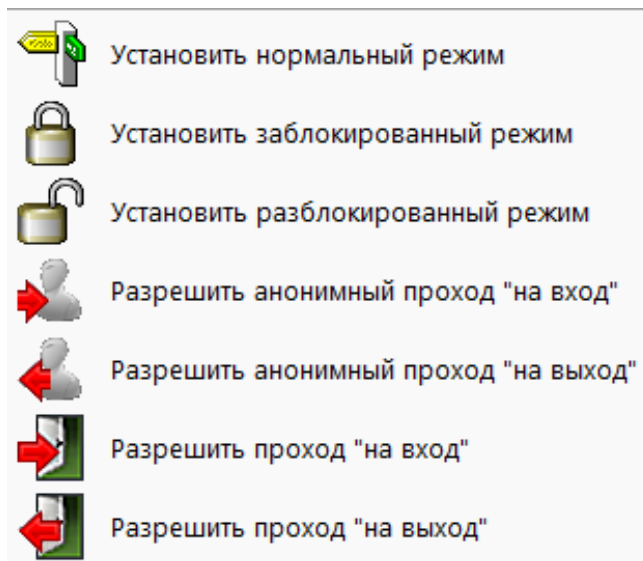 Установить нормальный режим
Установить заблокированный режим
Установить разблокированный режим
Разрешить анонимный проход "на вход"
Разрешить анонимный проход "на выход"
Разрешить проход "на вход"
Разрешить проход "на выход"